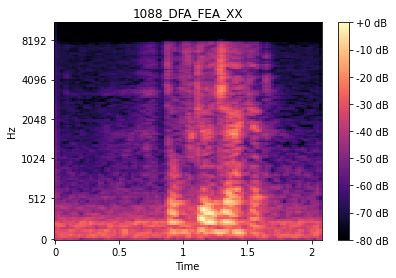 1088_DFA_FEA_XX
+0 dB
8192
-10 dB
4096
-20 dB
-30 dB
2048
-40 dB
Hz
1024
-50 dB
-60 dB
512
-70 dB
0
-80 dB
0 0.5 1 1.5 2
Time